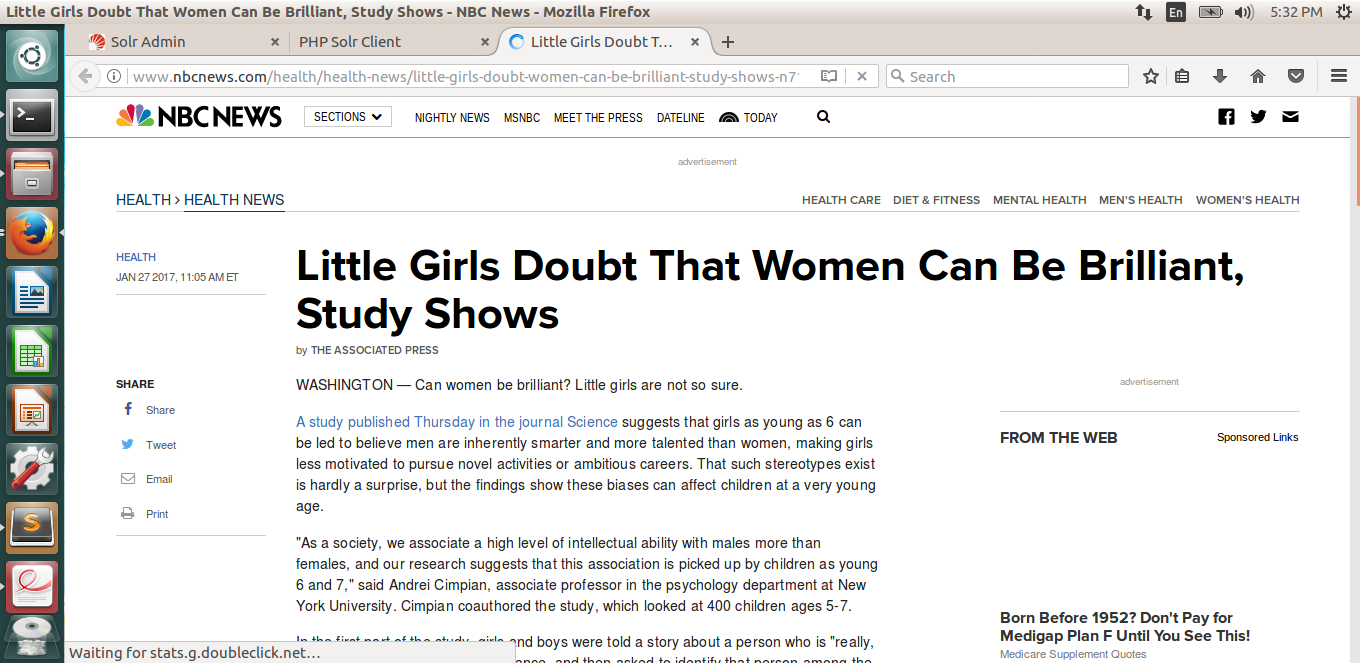 Little Girls Doubt That Women Can Be Brilliant, Study Shows - NBC News - Mozilla Firefox
En
5:32 PM
Solr Admin
PHP Solr Client
Little Girls Doubt T...
www.nbcnews.com/health/health-news/little-girls-doubt-women-can-be-brilliant-study-shows-n7
Search
NBC NEWS
SECTIONS
NIGHTLY NEWS
MSNBC
MEET THE PRESS
DATELINE
TODAY
advertisement
HEALTH › HEALTH NEWS
HEALTH CARE
DIET & FITNESS
MENTAL HEALTH
MEN'S HEALTH
WOMEN'S HEALTH
HEALTH
JAN 27 2017, 11:05 AM ET
Little Girls Doubt That Women Can Be Brilliant,
Study Shows
by THE ASSOCIATED PRESS
SHARE
Share
Tweet
Email
Print
WASHINGTON — Can women be brilliant? Little girls are not so sure.
A study published Thursday in the journal Science suggests that girls as young as 6 can
be led to believe men are inherently smarter and more talented than women, making girls
less motivated to pursue novel activities or ambitious careers. That such stereotypes exist
is hardly a surprise, but the findings show these biases can affect children at a very young
age.
"As a society, we associate a high level of intellectual ability with males more than
females, and our research suggests that this association is picked up by children as young
6 and 7," said Andrei Cimpian, associate professor in the psychology department at New
York University. Cimpian coauthored the study, which looked at 400 children ages 5-7.
In the first part of the study, girls and boys were told a story about a person who is "really,
and then asked to identify that person among the
advertisement
FROM THE WEB
Sponsored Links
Born Before 1952? Don't Pay for
Medigap Plan F Until You See This!
Medicare Supplement Quotes
Waiting for stats.g.doubleclick.net...